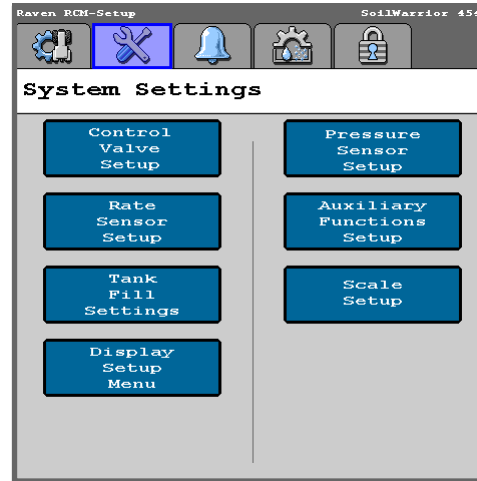 Raven RCM-Setup SoilWarrior 454
System Settings
Control
Valve
Setup
Pressure
Sensor
Setup
Rate
Sensor
Setup
Auxiliary
Functions
Setup
Tank
Fill
Settings
Scale
Setup
Display
Setup
Menu